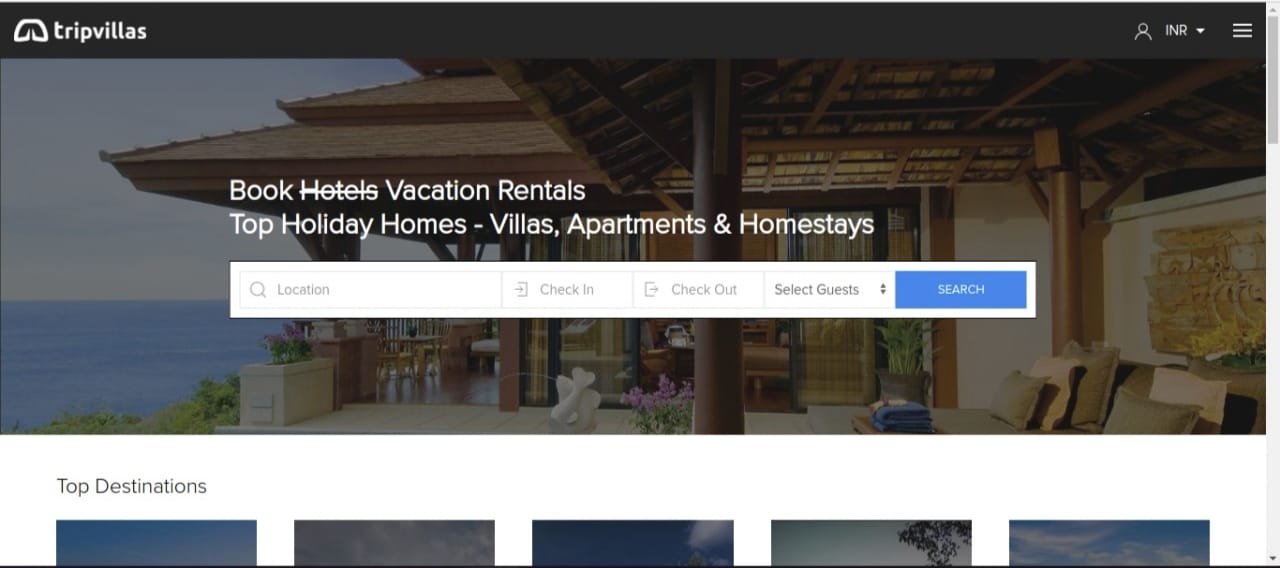 tripvillas
INR
Book Hotels Vacation Rentals
Top Holiday Homes - Villas, Apartments & Homestays
Location
Check In
Check Out
Select Guests
SEARCH
Top Destinations